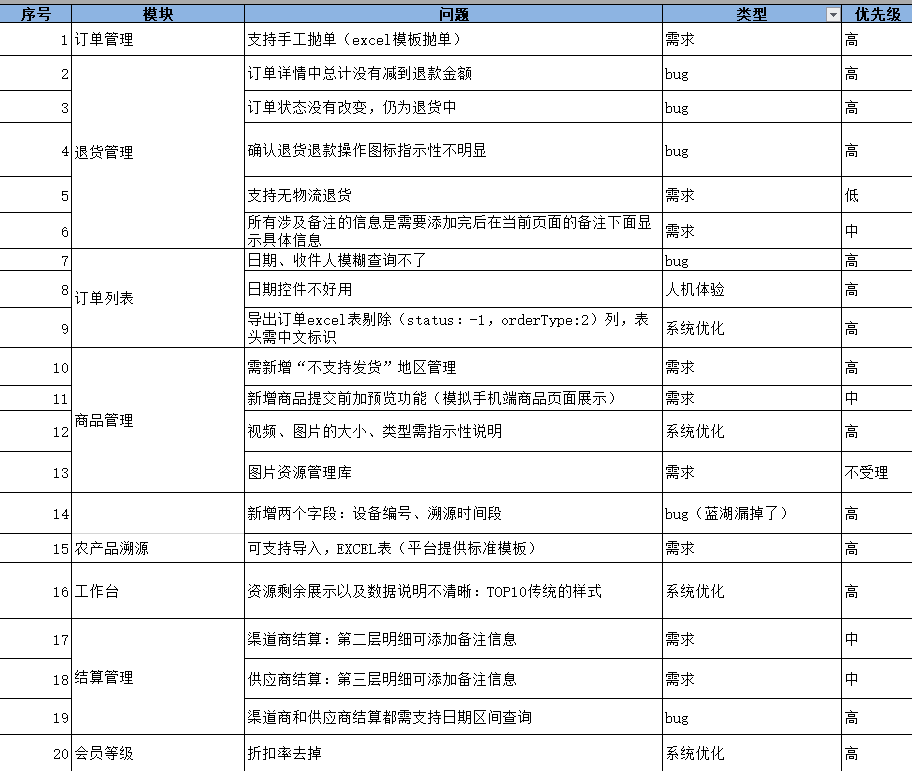 序号 模块 问题 类型 优先级
1 订单管理 支持手工抛单（excel模板抛单） 需求 高
2 订单详情中总计没有减到退款金额 bug 高
3 订单状态没有改变，仍为退货中 bug 高
4 退货管理 确认退货退款操作图标指示性不明显 bug 高
5 支持无物流退货 需求 低
6 所有涉及备注的信息是需要添加完后在当前页面的备注下面显
示具体信息 需求 中
7 日期、收件人模糊查询不了 bug 高
8 订单列表 日期控件不好用 人机体验 高
9 导出订单excel表剔除（status：-1，orderType:2）列，表
头需中文标识 系统优化 高
10 需新增“不支持发货”地区管理 需求 高
11 新增商品提交前加预览功能（模拟手机端商品页面展示） 需求 中
12 商品管理 视频、图片的大小、类型需指示性说明 系统优化 高
13 图片资源管理库 需求 不受理
14 新增两个字段：设备编号、溯源时间段 bug（蓝湖漏掉了） 高
15 农产品溯源 可支持导入，EXCEL表（平台提供标准模板） 需求 高
16 工作台 资源剩余展示以及数据说明不清晰：TOP10传统的样式 系统优化 高
17 渠道商结算：第二层明细可添加备注信息 需求 中
18 结算管理 供应商结算：第三层明细可添加备注信息 需求 中
19 渠道商和供应商结算都需支持日期区间查询 bug 高
20 会员等级 折扣率去掉 系统优化 高